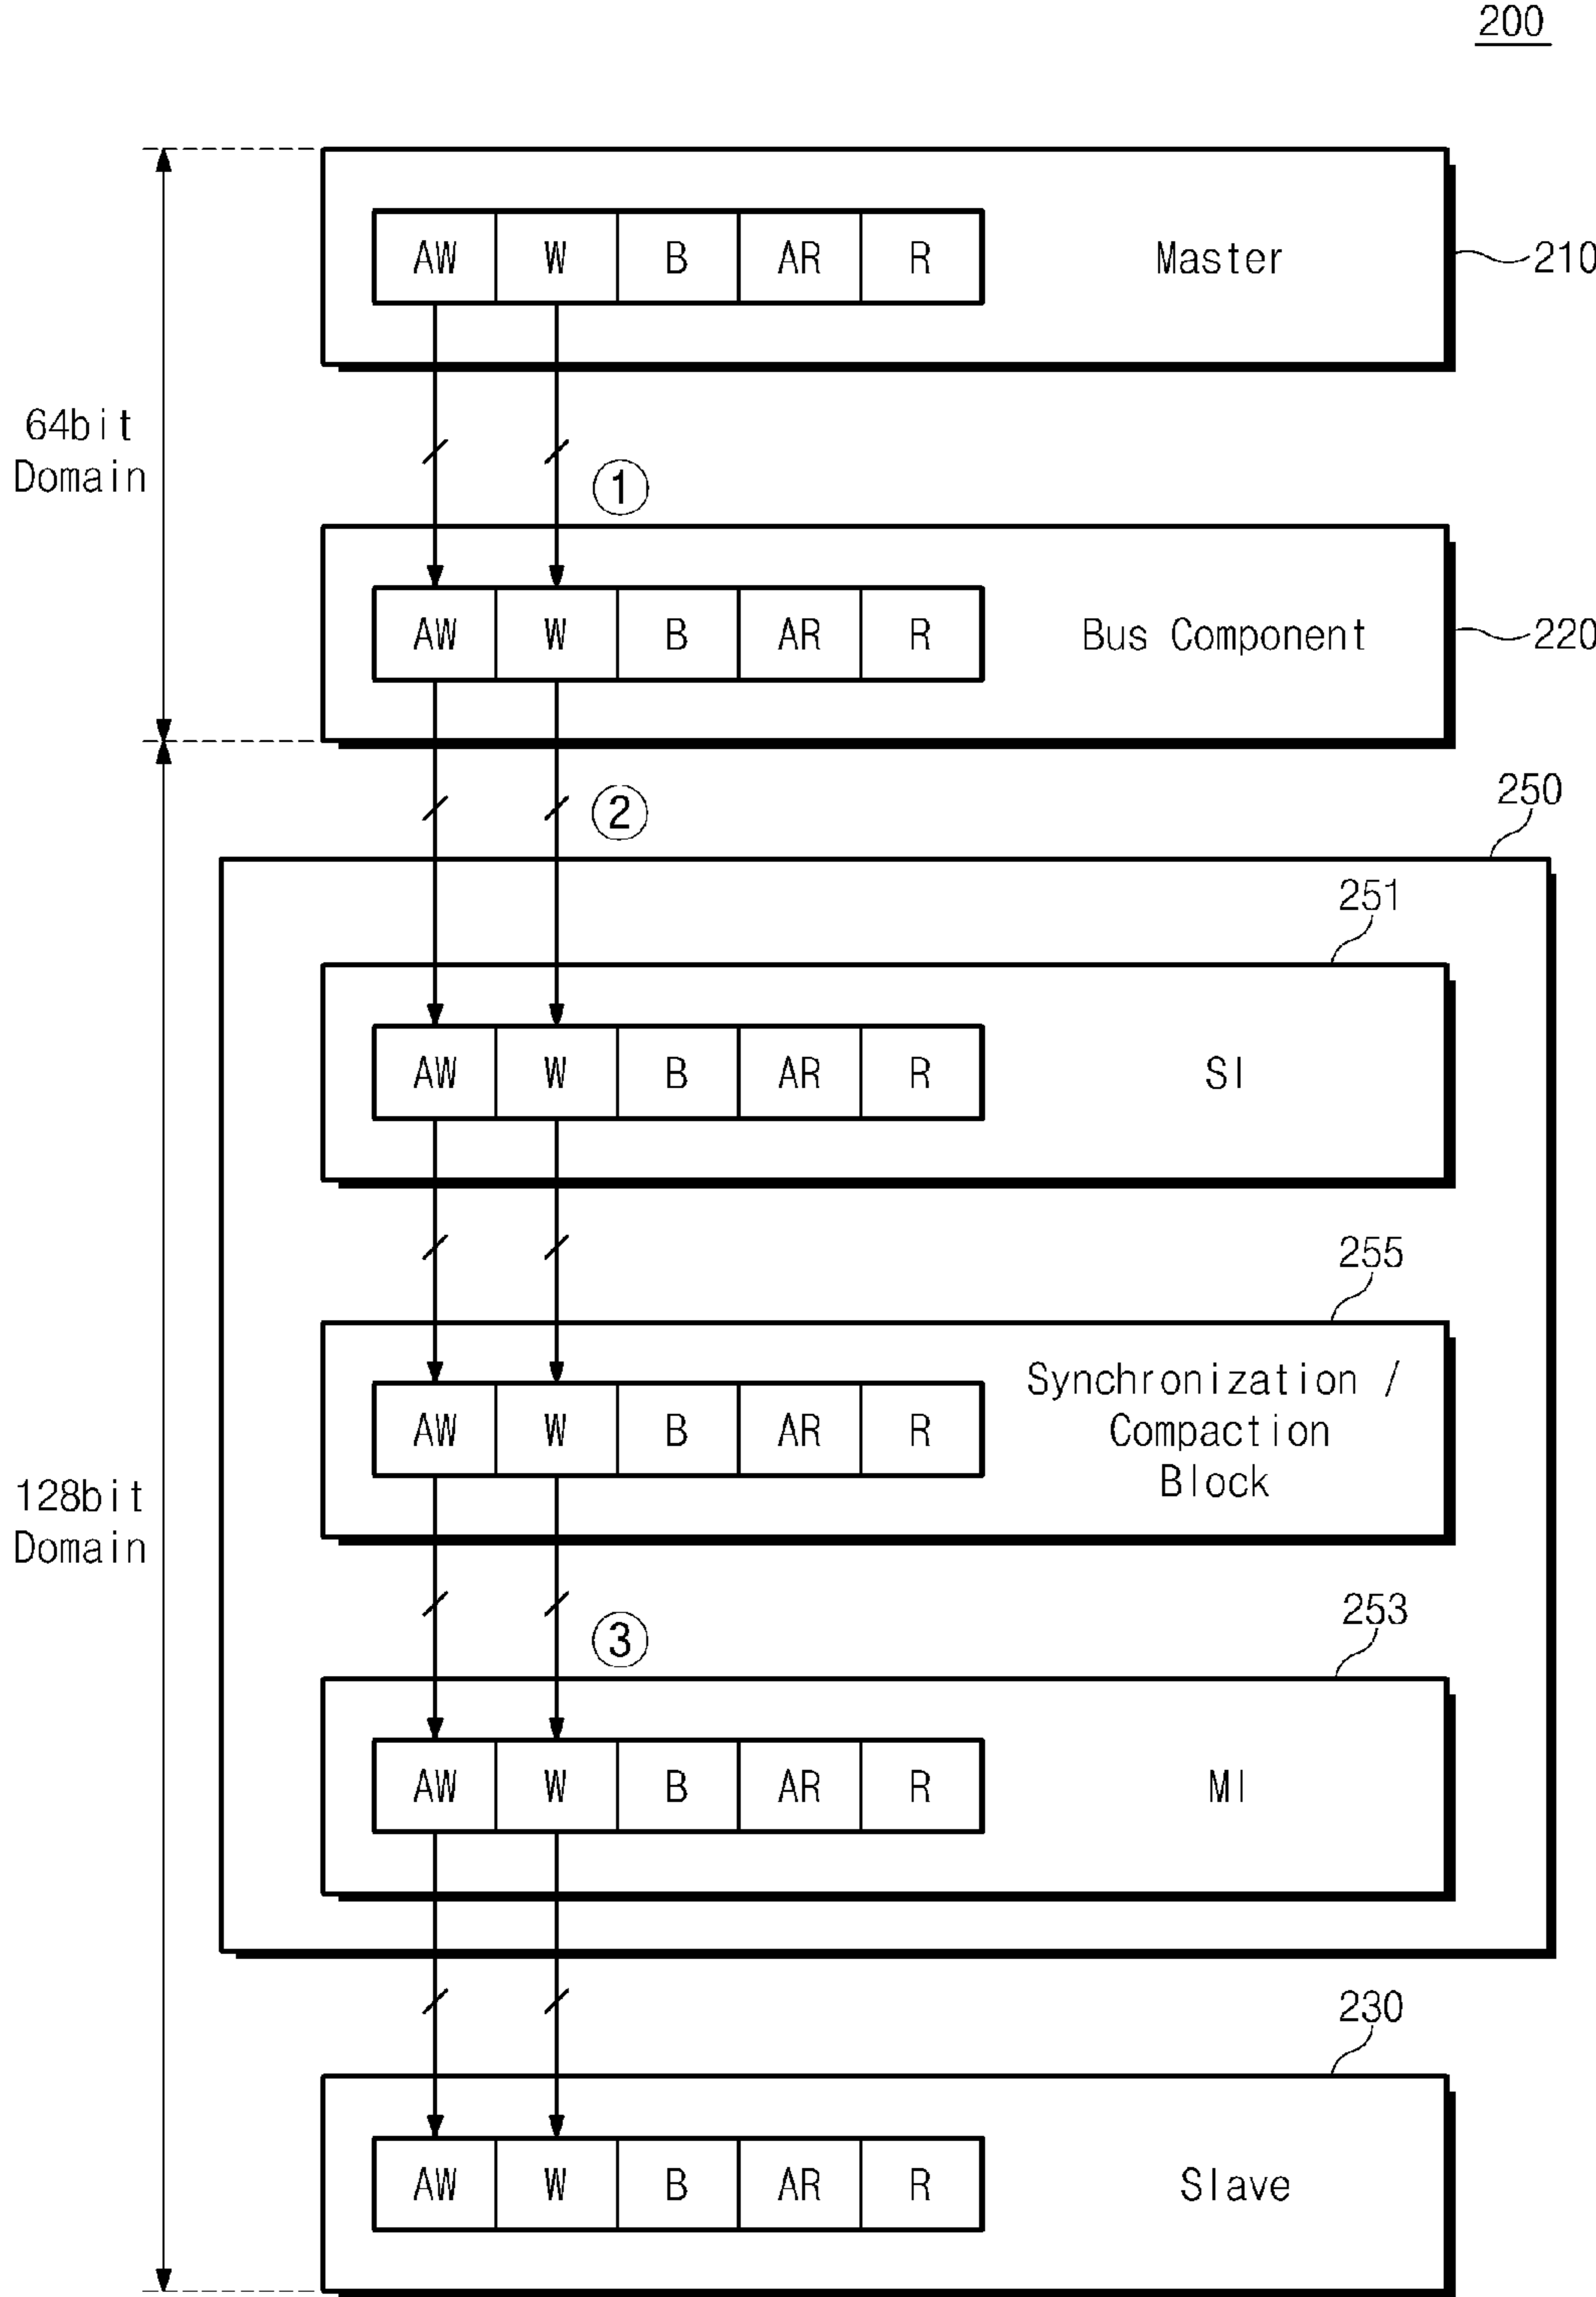 200
AW W B AR R Master 210
64bit
Domain
①
AW W B AR R Bus Component 220
②
250
251
AW W B AR R SI
255
AW W B AR R Synchronization /
Compaction
Block
128bit
Domain
253
③
AW W B AR R MI
230
AW W B AR R Slave